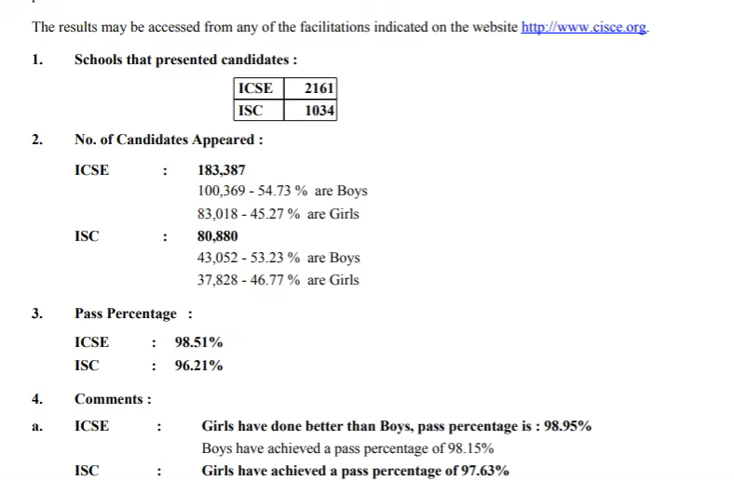 The results may be accessed from any of the facilitations indicated on the website http://www.cisce.org.
1. Schools that presented candidates :
ICSE 2161
ISC 1034
2. No. of Candidates Appeared :
ICSE : 183,387
100,369 - 54.73 % are Boys
83,018 - 45.27 % are Girls
ISC : 80,880
43,052 - 53.23 % are Boys
37,828 - 46.77 % are Girls
3. Pass Percentage :
ICSE : 98.51%
ISC : 96.21%
4. Comments :
a. ICSE : Girls have done better than Boys, pass percentage is : 98.95%
Boys have achieved a pass percentage of 98.15%
ISC : Girls have achieved a pass percentage of 97.63%